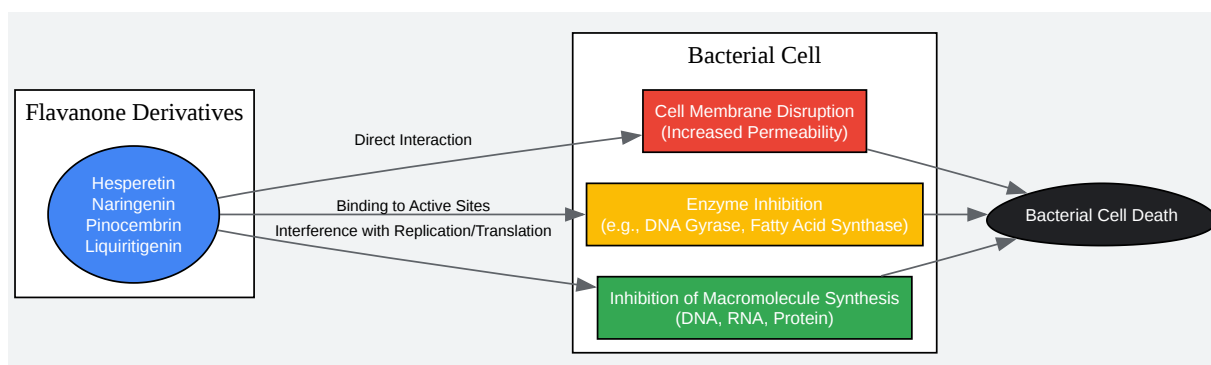 Flavanone Derivatives
Hesperetin
Naringenin
Pinocembrin
Liquiritigenin
Direct Interaction
Binding to Active Sites
Interference with Replication/Translation
Bacterial Cell
Cell Membrane Disruption
(Increased Permeability)
Enzyme Inhibition
(e.g., DNA Gyrase, Fatty Acid Synthase)
Inhibition of Macromolecule Synthesis
(DNA, RNA, Protein)
Bacterial Cell Death